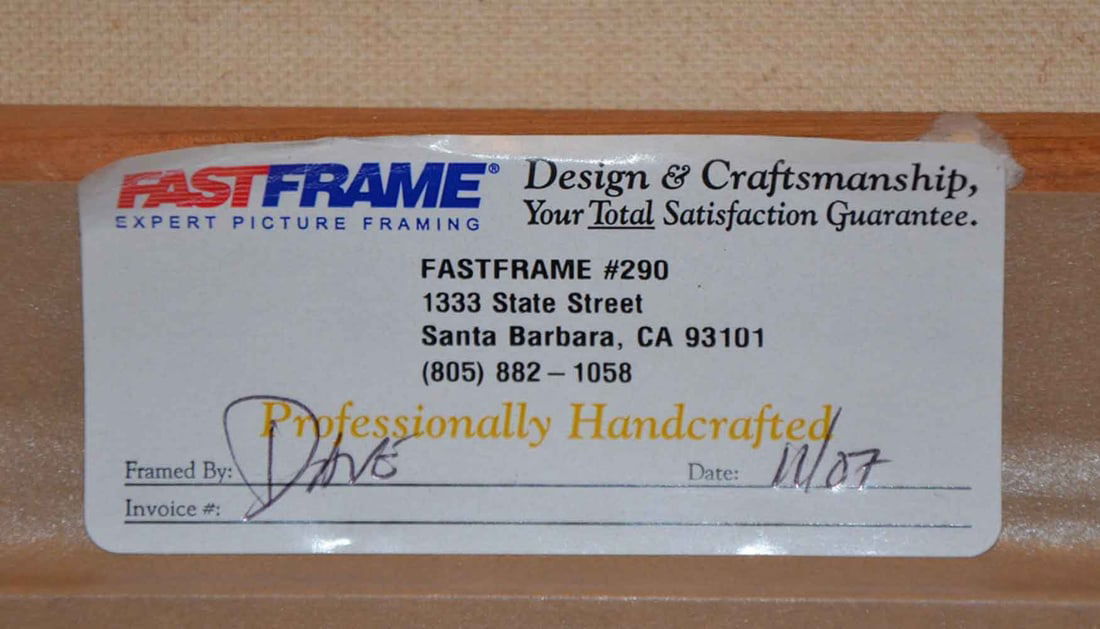 FASTFRAME®
EXPERT PICTURE FRAMING
Design & Craftsmanship,
Your Total Satisfaction Guarantee.
FASTFRAME #290
1333 State Street
Santa Barbara, CA 93101
(805) 882 – 1058
Professionally Handcrafted
Framed By: DAVE
Date: 11/07
Invoice #: